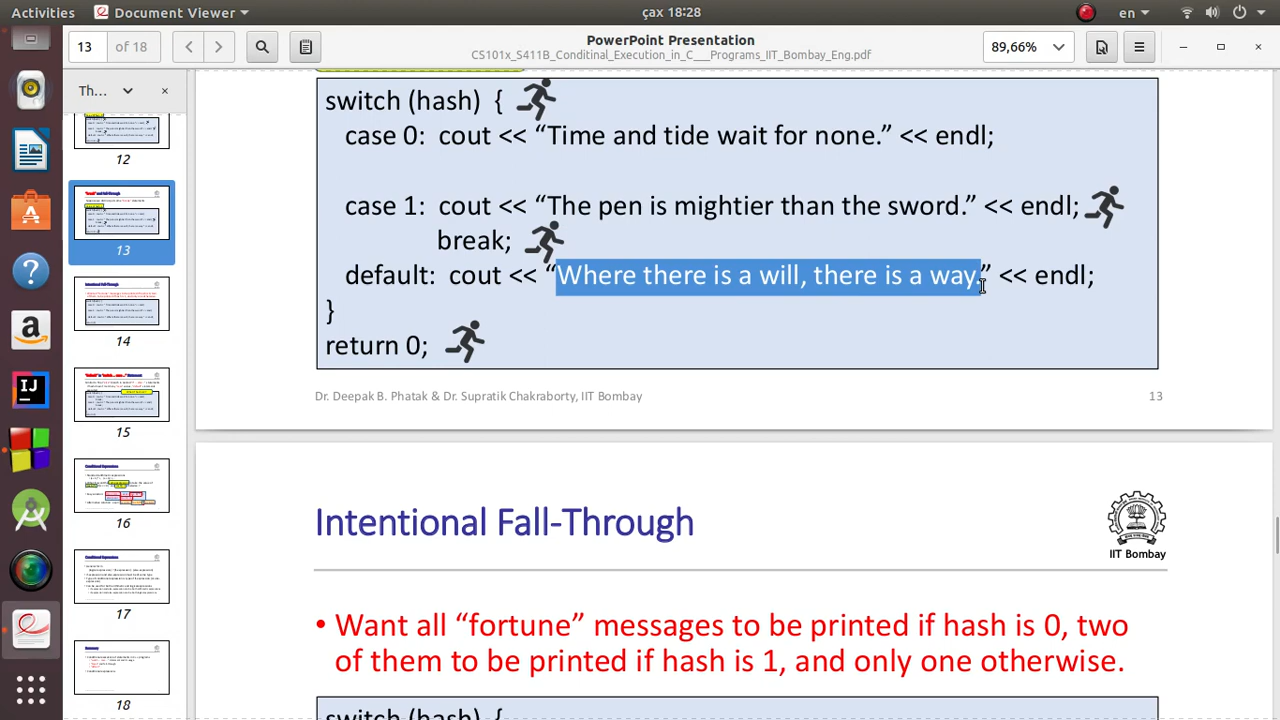 Activities Document Viewer çax 18:28 en
13 of 18 PowerPoint Presentation 89,66%
CS101x_S411B_Conditinal_Execution_in_C___Programs_IIT_Bombay_Eng.pdf
Th...
12
13
14
15
16
17
18
switch (hash) {
case 0: cout << “Time and tide wait for none.” << endl;
case 1: cout << “The pen is mightier than the sword.” << endl;
break;
default: cout << “Where there is a will, there is a way.” << endl;
}
return 0;
Dr. Deepak B. Phatak & Dr. Supratik Chakraborty, IIT Bombay 13
Intentional Fall-Through
IIT Bombay
• Want all “fortune” messages to be printed if hash is 0, two
of them to be printed if hash is 1, and only one otherwise.
switch (hash) {